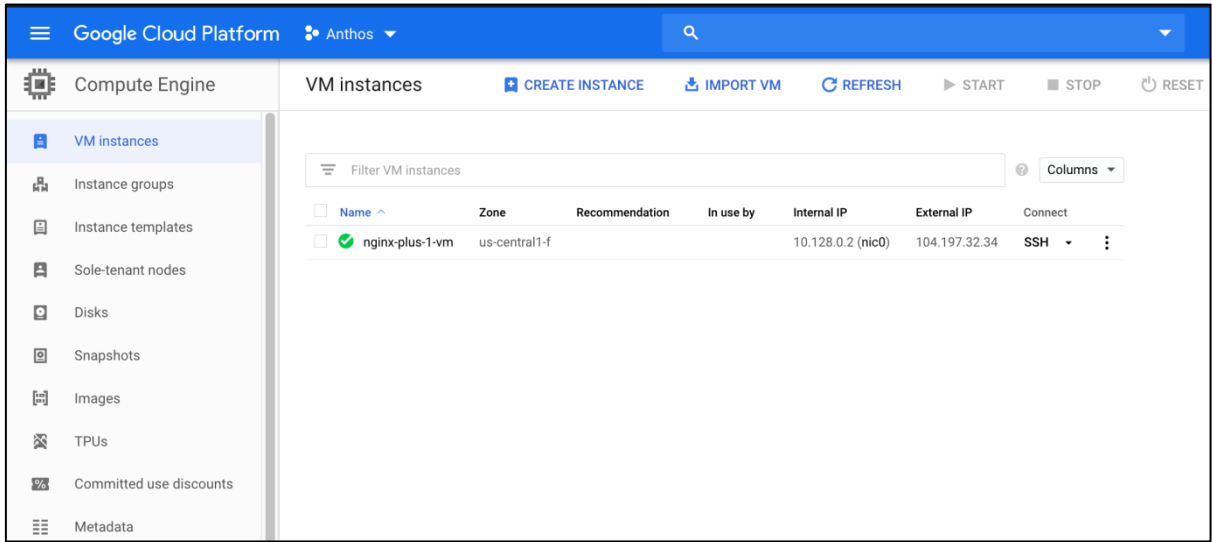 Google Cloud Platform Anthos
Compute Engine
VM instances CREATE INSTANCE IMPORT VM REFRESH START STOP RESET
VM instances
Instance groups
Instance templates
Sole-tenant nodes
Disks
Snapshots
Images
TPUs
% Committed use discounts
Metadata
Filter VM instances ? Columns
Name Zone Recommendation In use by Internal IP External IP Connect
nginx-plus-1-vm us-central1-f 10.128.0.2 (nic0) 104.197.32.34 SSH